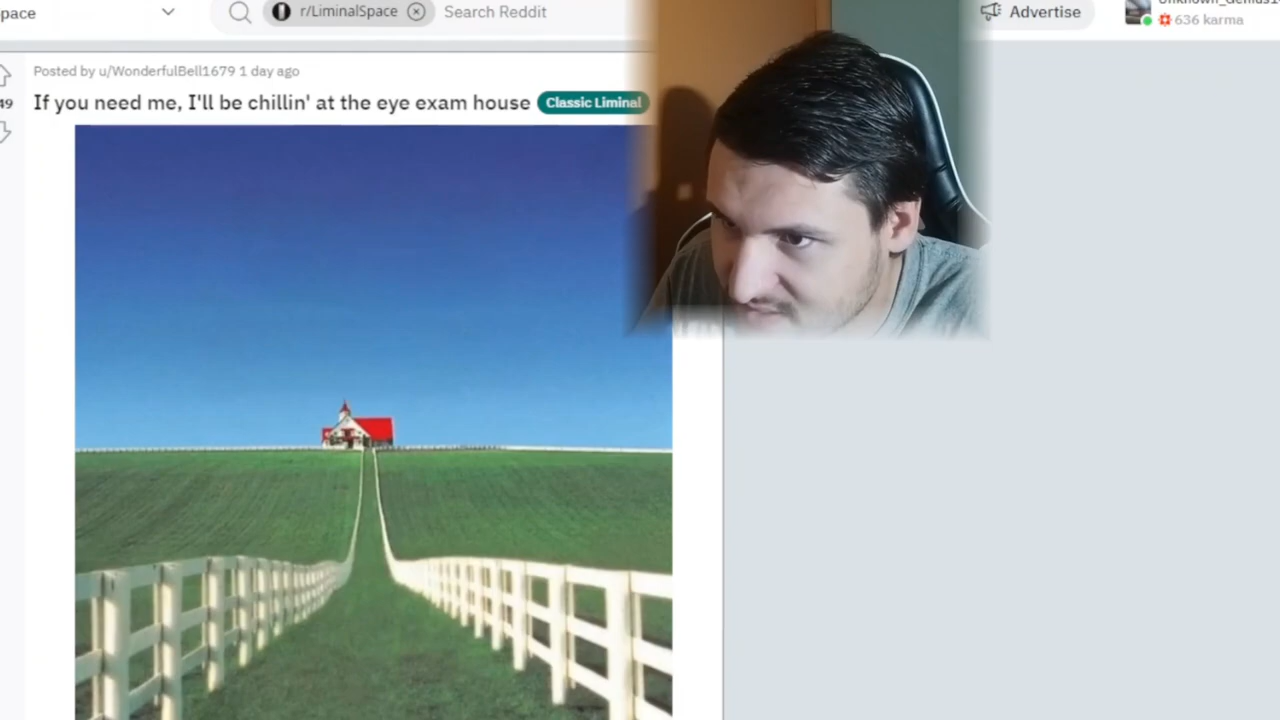 pace
r/LiminalSpace
Search Reddit
Advertise
636 karma
49
Posted by u/WonderfulBell1679 1 day ago
If you need me, I'll be chillin' at the eye exam house
Classic Liminal